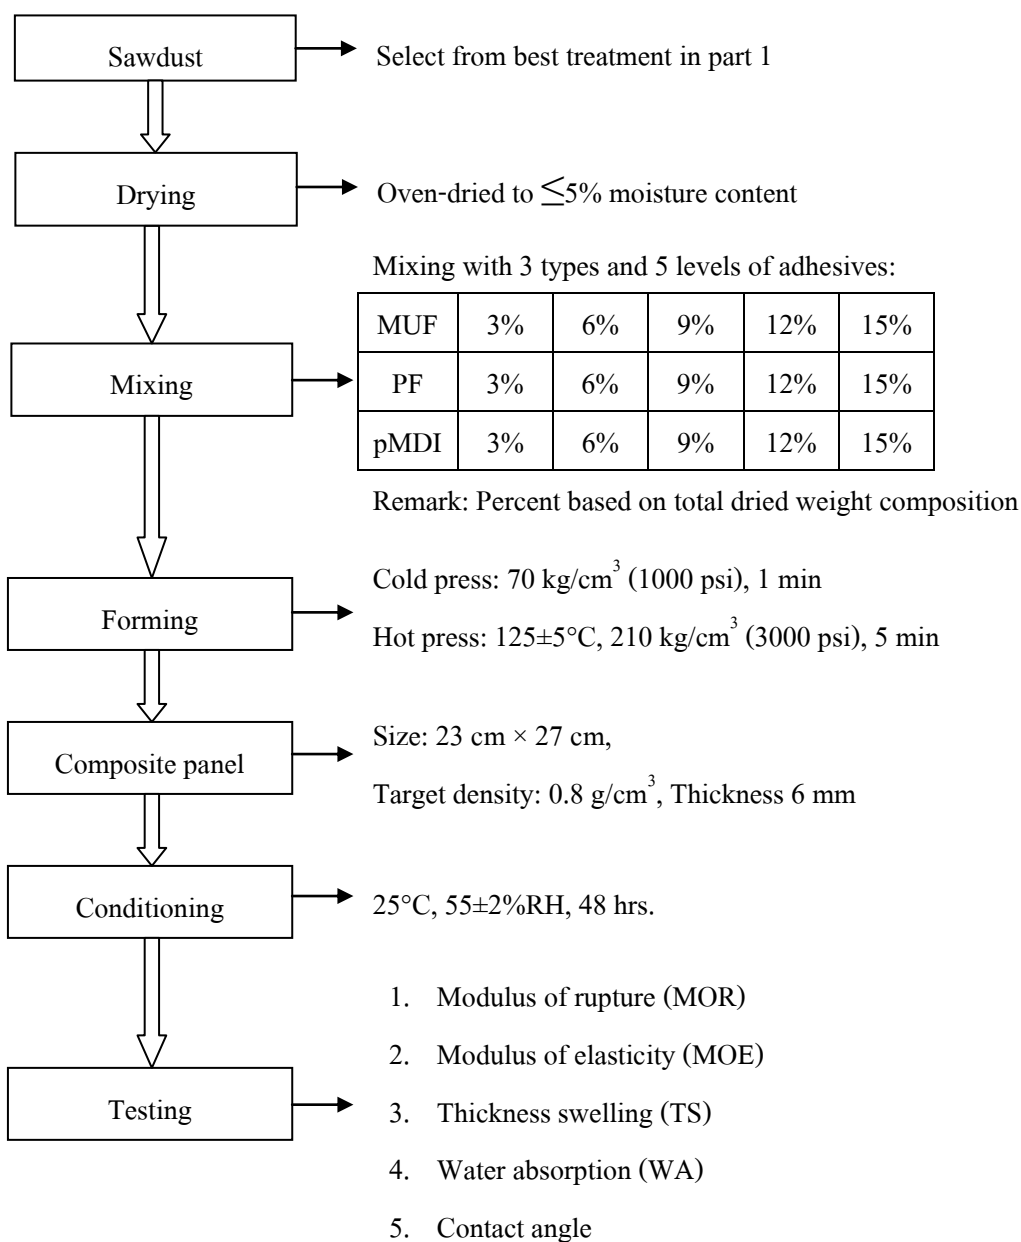 Sawdust
Select from best treatment in part 1
Drying
Oven-dried to ≤5% moisture content
Mixing with 3 types and 5 levels of adhesives:
MUF 3% 6% 9% 12% 15%
Mixing
PF 3% 6% 9% 12% 15%
pMDI 3% 6% 9% 12% 15%
Remark: Percent based on total dried weight composition
Forming
Cold press: 70 kg/cm³ (1000 psi), 1 min
Hot press: 125±5°C, 210 kg/cm³ (3000 psi), 5 min
Composite panel
Size: 23 cm × 27 cm,
Target density: 0.8 g/cm³, Thickness 6 mm
Conditioning
25°C, 55±2%RH, 48 hrs.
Testing
1. Modulus of rupture (MOR)
2. Modulus of elasticity (MOE)
3. Thickness swelling (TS)
4. Water absorption (WA)
5. Contact angle